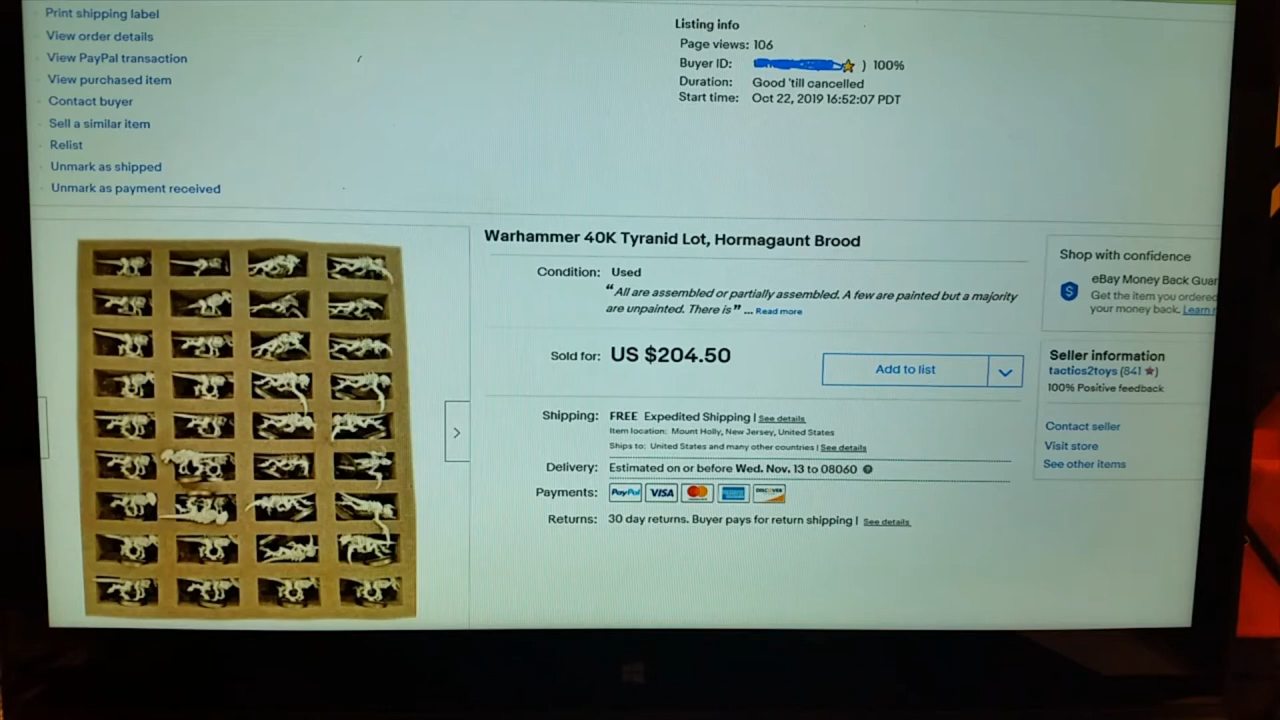 Print shipping label
View order details
View PayPal transaction
View purchased item
Contact buyer
Sell a similar item
Relist
Unmark as shipped
Unmark as payment received
Listing info
Page views: 106
Buyer ID: ) 100%
Duration: Good 'till cancelled
Start time: Oct 22, 2019 16:52:07 PDT
Warhammer 40K Tyranid Lot, Hormagaunt Brood
Condition: Used
“All are assembled or partially assembled. A few are painted but a majority
are unpainted. There is” ... Read more
Sold for: US $204.50
Add to list
Shipping: FREE Expedited Shipping | See details
Item location: Mount Holly, New Jersey, United States
Ships to: United States and many other countries | See details
Delivery: Estimated on or before Wed. Nov. 13 to 08060
Payments: PayPal VISA
Returns: 30 day returns. Buyer pays for return shipping | See details
Shop with confidence
eBay Money Back Guar
Get the item you ordered
your money back. Learn
Seller information
tactics2toys (841 ★)
100% Positive feedback
Contact seller
Visit store
See other items